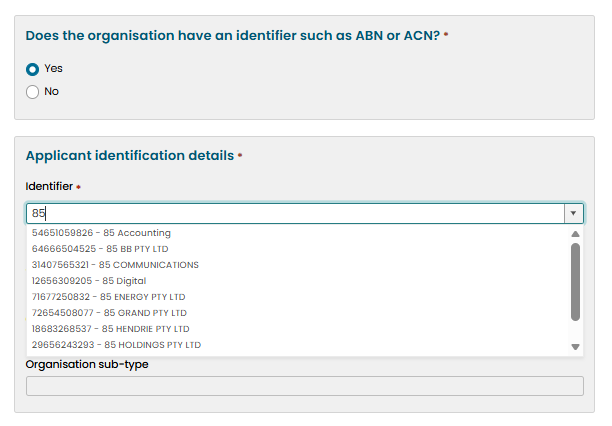 Does the organisation have an identifier such as ABN or ACN? *
Yes
No
Applicant identification details *
Identifier *
85
54651059826 - 85 Accounting
64666504525 - 85 BB PTY LTD
31407565321 - 85 COMMUNICATIONS
12656309205 - 85 Digital
71677250832 - 85 ENERGY PTY LTD
72654508077 - 85 GRAND PTY LTD
18683268537 - 85 HENDRIE PTY LTD
29656243293 - 85 HOLDINGS PTY LTD
Organisation sub-type